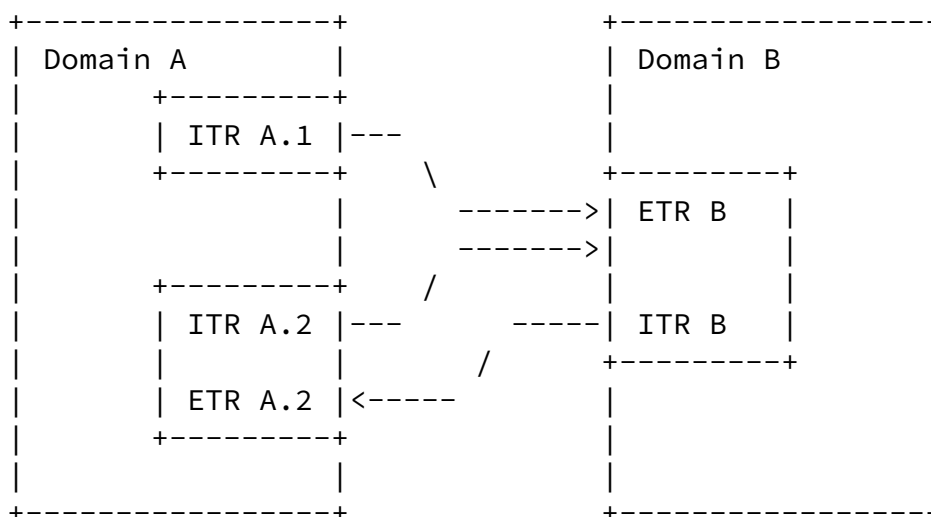 Domain A Domain B
ITR A.1
ETR B
ITR A.2 ITR B
ETR A.2